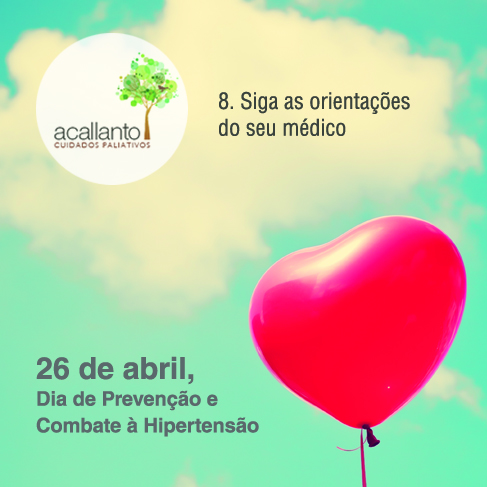 acallanto
CUIDADOS PALIATIVOS
8. Siga as orientações
do seu médico
26 de abril,
Dia de Prevenção e
Combate à Hipertensão